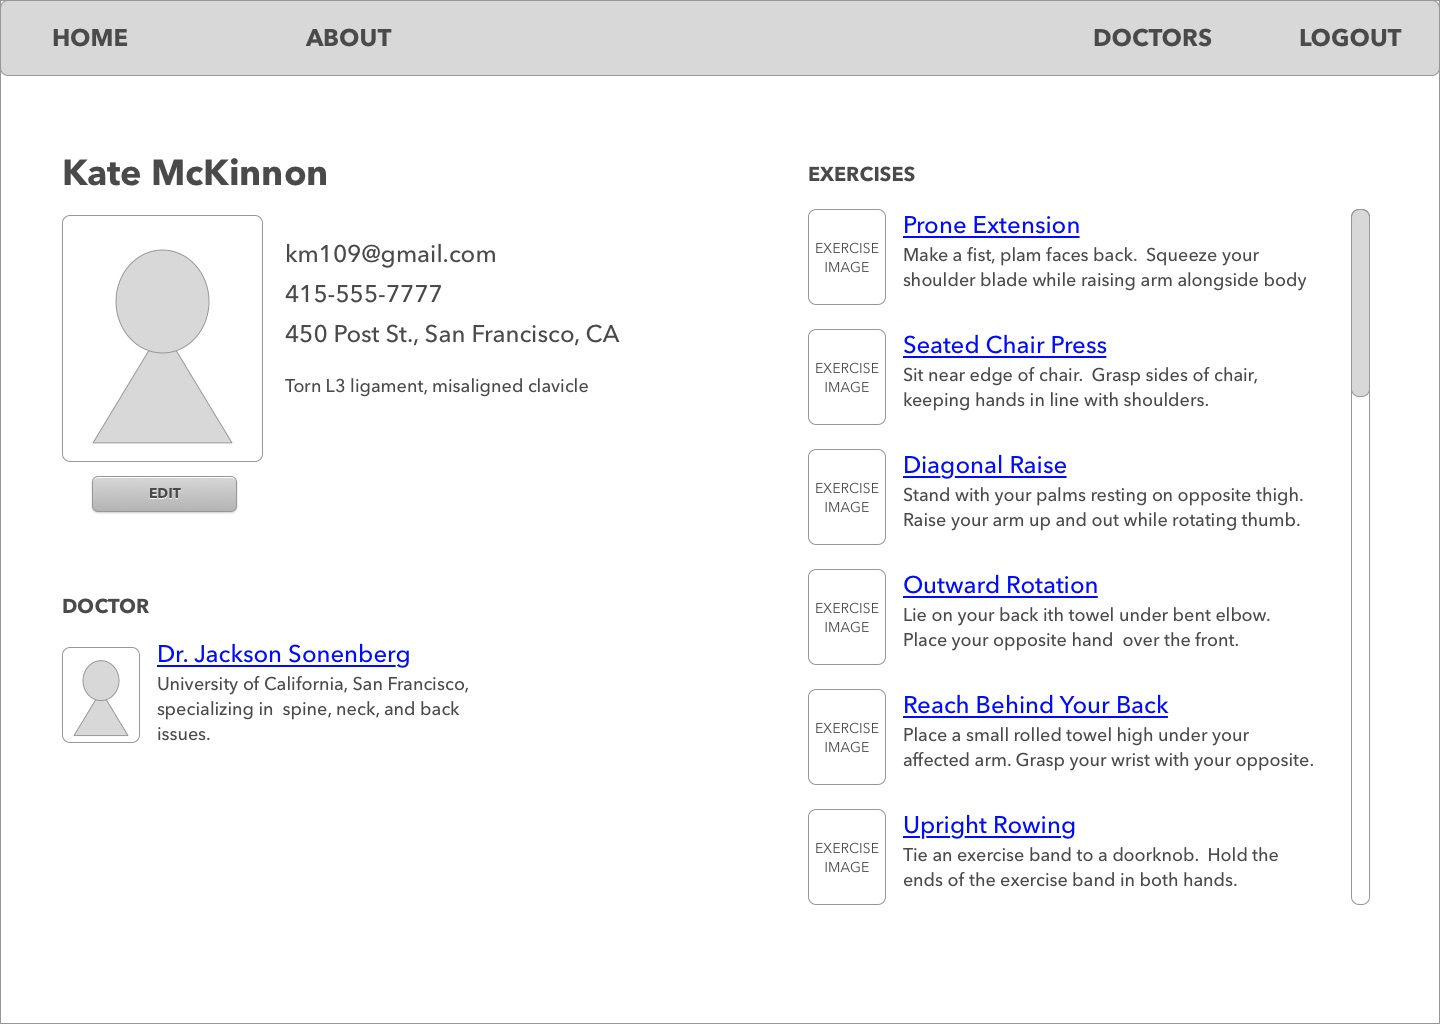 HOME ABOUT DOCTORS LOGOUT
Kate McKinnon
km109@gmail.com
415-555-7777
450 Post St., San Francisco, CA
Torn L3 ligament, misaligned clavicle
EDIT
DOCTOR
Dr. Jackson Sonenberg
University of California, San Francisco,
specializing in  spine, neck, and back
issues.
EXERCISES
EXERCISE
IMAGE
Prone Extension
Make a fist, plam faces back.  Squeeze your
shoulder blade while raising arm alongside body
EXERCISE
IMAGE
Seated Chair Press
Sit near edge of chair.  Grasp sides of chair,
keeping hands in line with shoulders.
EXERCISE
IMAGE
Diagonal Raise
Stand with your palms resting on opposite thigh.
Raise your arm up and out while rotating thumb.
EXERCISE
IMAGE
Outward Rotation
Lie on your back ith towel under bent elbow.
Place your opposite hand  over the front.
EXERCISE
IMAGE
Reach Behind Your Back
Place a small rolled towel high under your
affected arm. Grasp your wrist with your opposite.
EXERCISE
IMAGE
Upright Rowing
Tie an exercise band to a doorknob.  Hold the
ends of the exercise band in both hands.